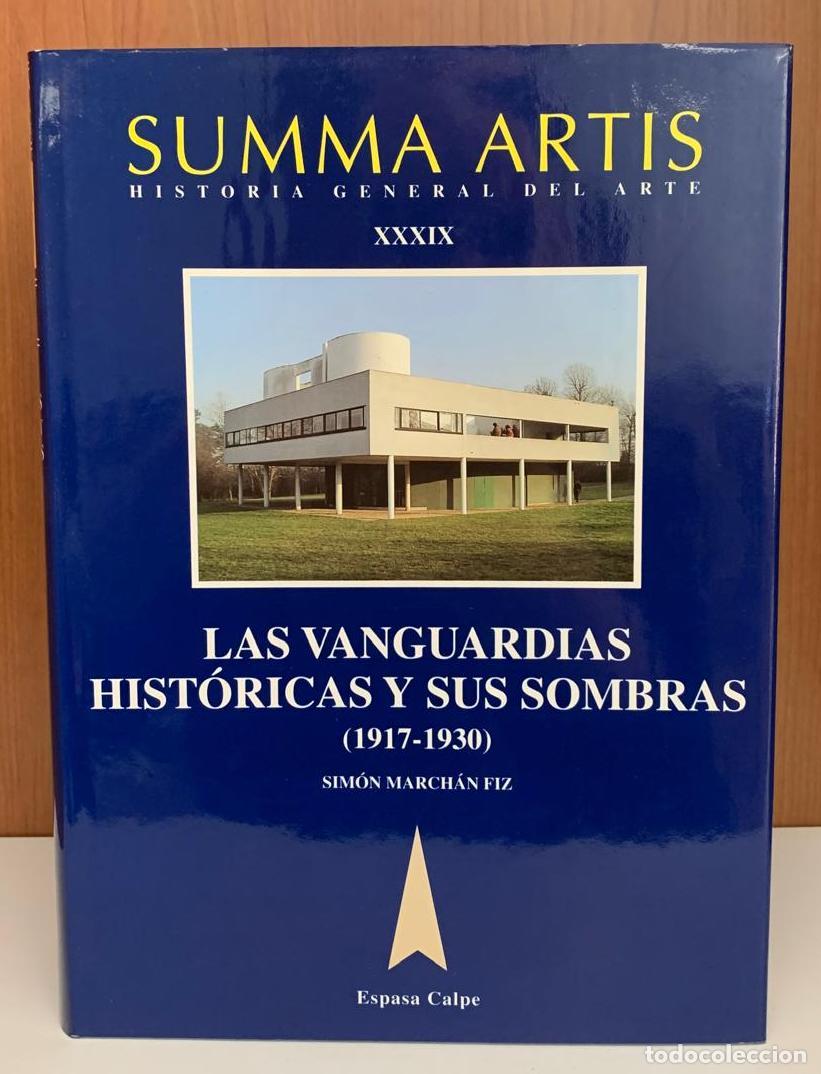 SUMMA ARTIS
HISTORIA GENERAL DEL ARTE
XXXIX
LAS VANGUARDIAS
HISTÓRICAS Y SUS SOMBRAS
(1917-1930)
SIMÓN MARCHÁN FIZ
Espasa Calpe
todocoleccion